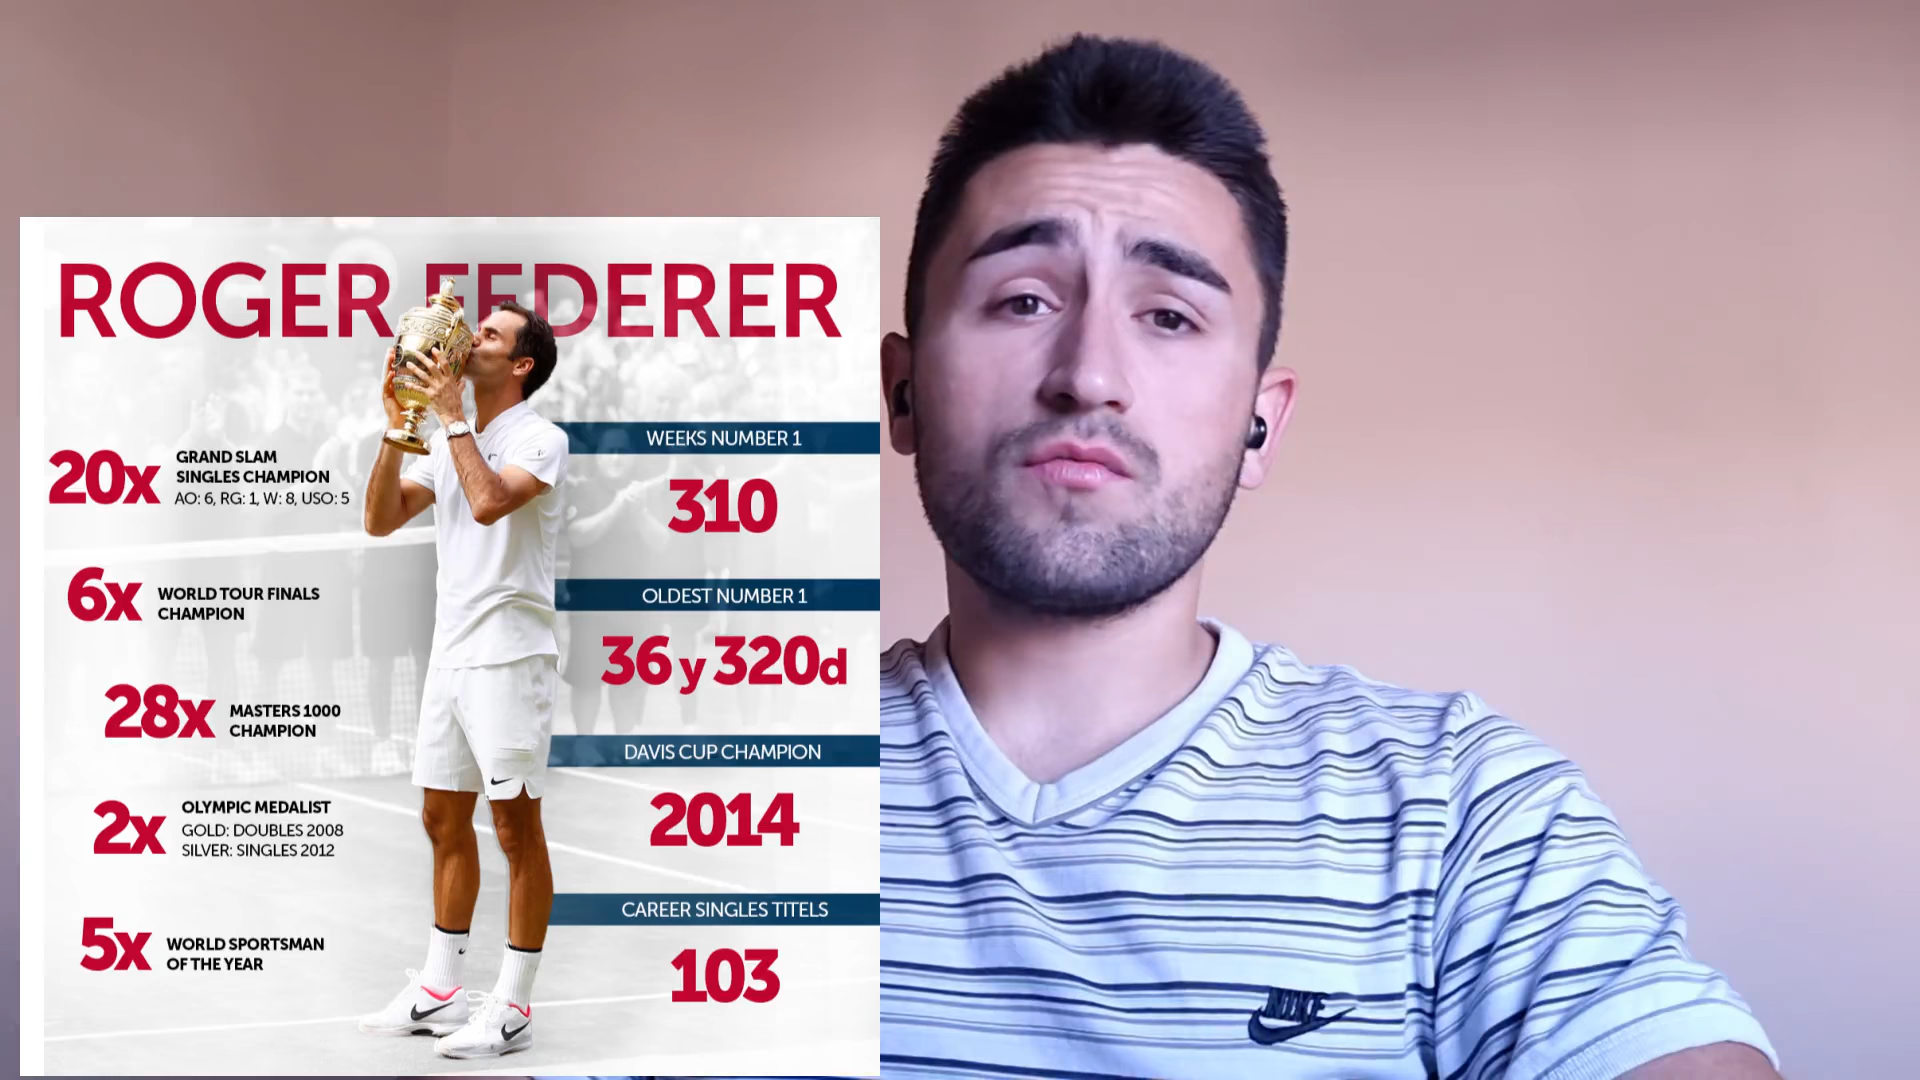 ROGER FEDERER
20x
GRAND SLAM
SINGLES CHAMPION
AO: 6, RG: 1, W: 8, USO: 5
6x
WORLD TOUR FINALS
CHAMPION
28x
MASTERS 1000
CHAMPION
2x
OLYMPIC MEDALIST
GOLD: DOUBLES 2008
SILVER: SINGLES 2012
5x
WORLD SPORTSMAN
OF THE YEAR
WEEKS NUMBER 1
310
OLDEST NUMBER 1
36 y 320d
DAVIS CUP CHAMPION
2014
CAREER SINGLES TITELS
103
NIKE